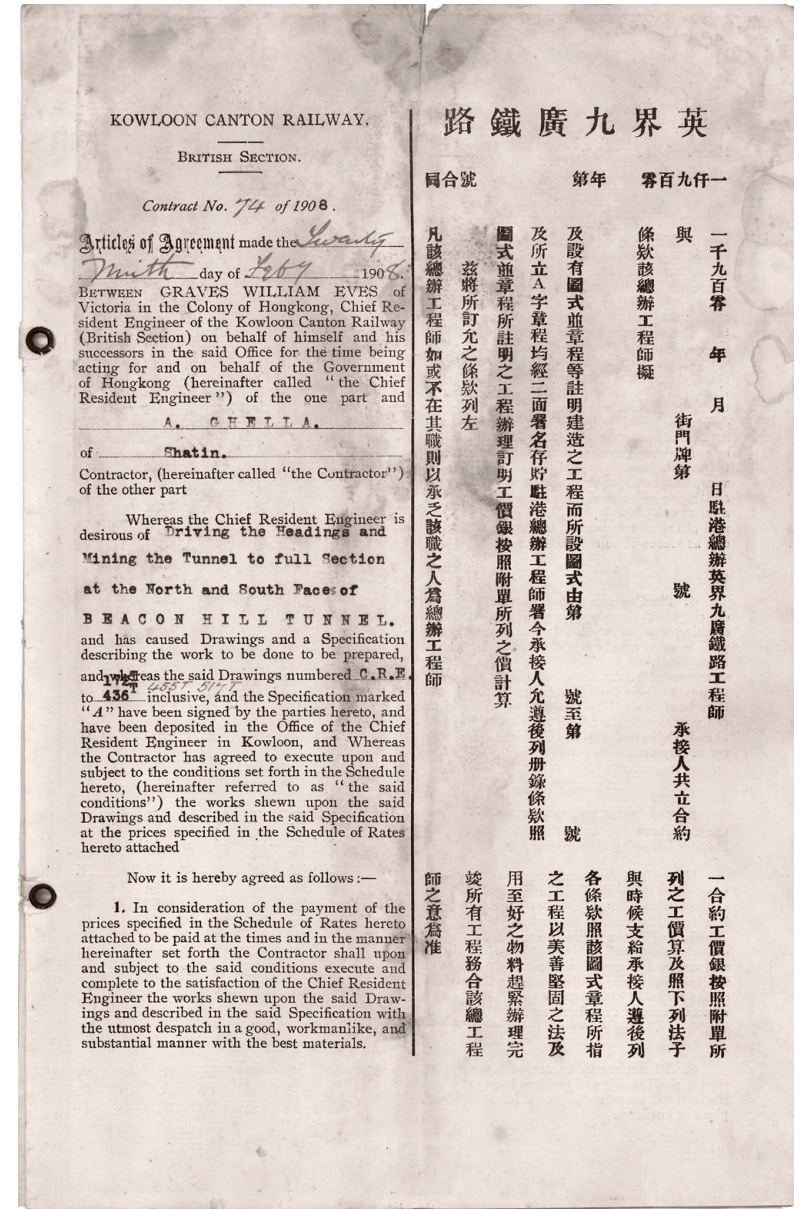 KOWLOON CANTON RAILWAY.
BRITISH SECTION.
Contract No. 74 of 1908.
Articles of Agreement made the Twenty
Ninth day of Feby 1908.
BETWEEN GRAVES WILLIAM EVES of
Victoria in the Colony of Hongkong, Chief Re-
sident Engineer of the Kowloon Canton Railway
(British Section) on behalf of himself and his
successors in the said Office for the time being
acting for and on behalf of the Government
of Hongkong (hereinafter called “the Chief
Resident Engineer”) of the one part and
A. GHELLA.
of Shatin.
Contractor, (hereinafter called “the Contractor”)
of the other part
Whereas the Chief Resident Engineer is
desirous of Driving the Headings and
Mining the Tunnel to full Section
at the North and South Faces of
BEACON HILL TUNNEL.
and has caused Drawings and a Specification
describing the work to be done to be prepared,
and whereas the said Drawings numbered C.R.E.
172T
to 436T 455T 517T inclusive, and the Specification marked
“A” have been signed by the parties hereto, and
have been deposited in the Office of the Chief
Resident Engineer in Kowloon, and Whereas
the Contractor has agreed to execute upon and
subject to the conditions set forth in the Schedule
hereto, (hereinafter referred to as “the said
conditions”) the works shewn upon the said
Drawings and described in the said Specification
at the prices specified in the Schedule of Rates
hereto attached
Now it is hereby agreed as follows :—
1. In consideration of the payment of the
prices specified in the Schedule of Rates hereto
attached to be paid at the times and in the manner
hereinafter set forth the Contractor shall upon
and subject to the said conditions execute and
complete to the satisfaction of the Chief Resident
Engineer the works shewn upon the said Draw-
ings and described in the said Specification with
the utmost despatch in a good, workmanlike, and
substantial manner with the best materials.
英界九廣鐵路
一仟九百零 年第 號合同
一千九百零 年 月 日駐港總辦英界九廣鐵路工程師
與 街門牌第 號 承接人共立合約
條欵該總辦工程師擬
及設有圖式並章程等註明建造之工程而所設圖式由第 號至第 號
及所立A字章程均經二面署名存貯駐港總辦工程師署今承接人允遵後列册錄條欵照
圖式並章程所註明之工程辦理訂明工價銀按照附單所列之價計算
茲將所訂允之條欵列左
凡該總辦工程師如或不在其職則以承乏該職之人為總辦工程師
一合約工價銀按照附單所
列之工價算及照下列法子
與時候支給承接人遵後列
各條欵照該圖式章程所指
之工程以美善堅固之法及
用至好之物料趕緊辦理完
竣所有工程務合該總工程
師之意為准